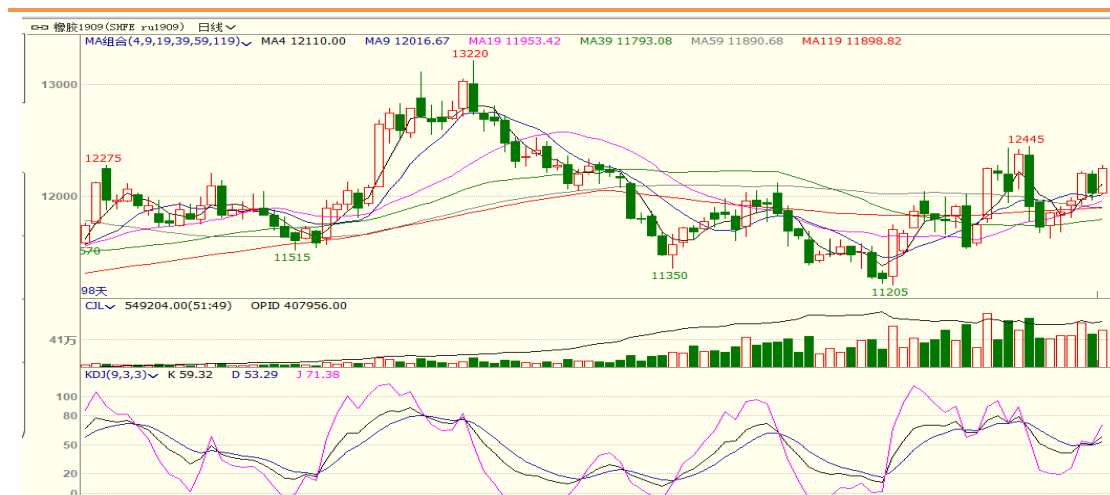 橡胶1909(SHFE ru1909) 日线
MA组合(4,9,19,39,59,119) MA4 12110.00 MA9 12016.67 MA19 11953.42 MA39 11793.08 MA59 11890.68 MA119 11898.82
13220
13000
12445
12275
12000
570
11515
11350
11205
98天
CJL 549204.00(51:49) OPID 407956.00
41万
KDJ(9,3,3) K 59.32 D 53.29 J 71.38
100
80
50
20
0